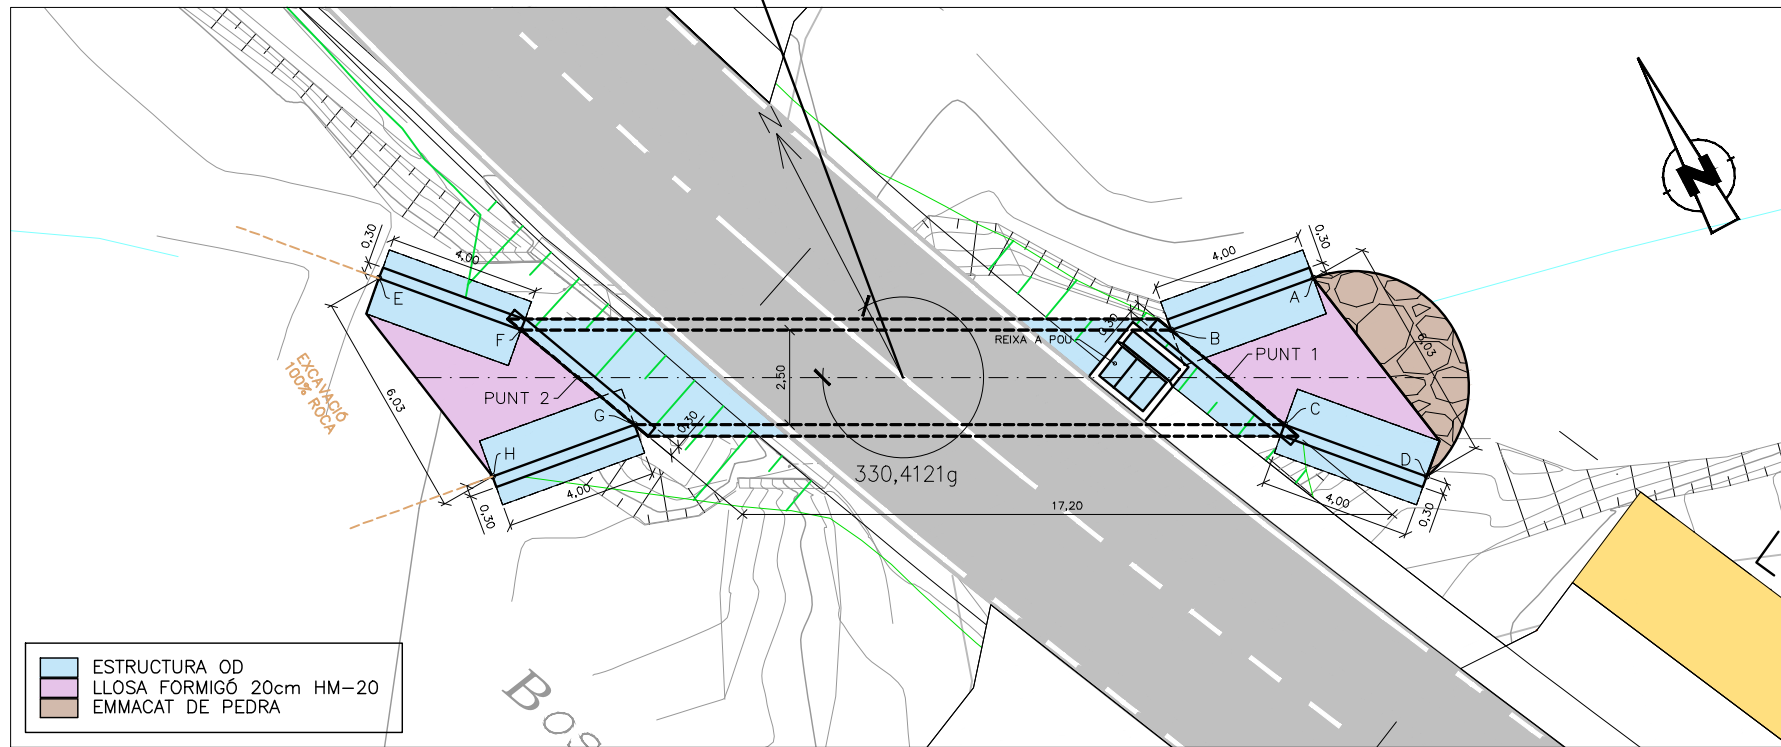 N
N
0,30
4,00
E
F
6,03
EXCAVACIÓ
100% ROCA
PUNT 2
G
H
0,30
4,00
0,30
2,50
330,4121g
17,20
REIXA A POU
0,30
4,00
0,30
A
B
PUNT 1
6,03
C
D
4,00
0,30
Bos
L
ESTRUCTURA OD
LLOSA FORMIGÓ 20cm HM-20
EMMACAT DE PEDRA